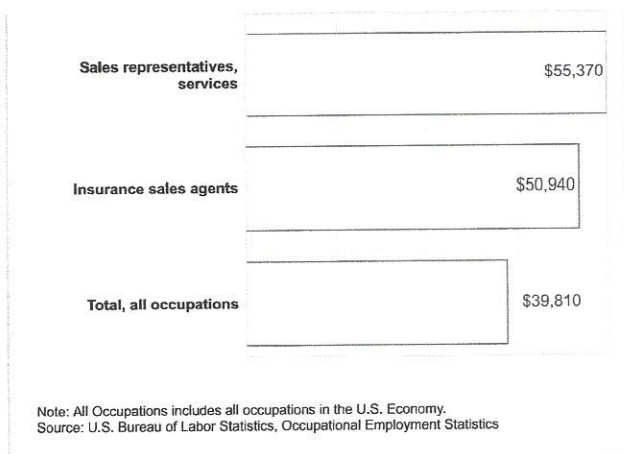 Sales representatives,
services
$55,370
Insurance sales agents
$50,940
Total, all occupations
$39,810
Note: All Occupations includes all occupations in the U.S. Economy.
Source: U.S. Bureau of Labor Statistics, Occupational Employment Statistics